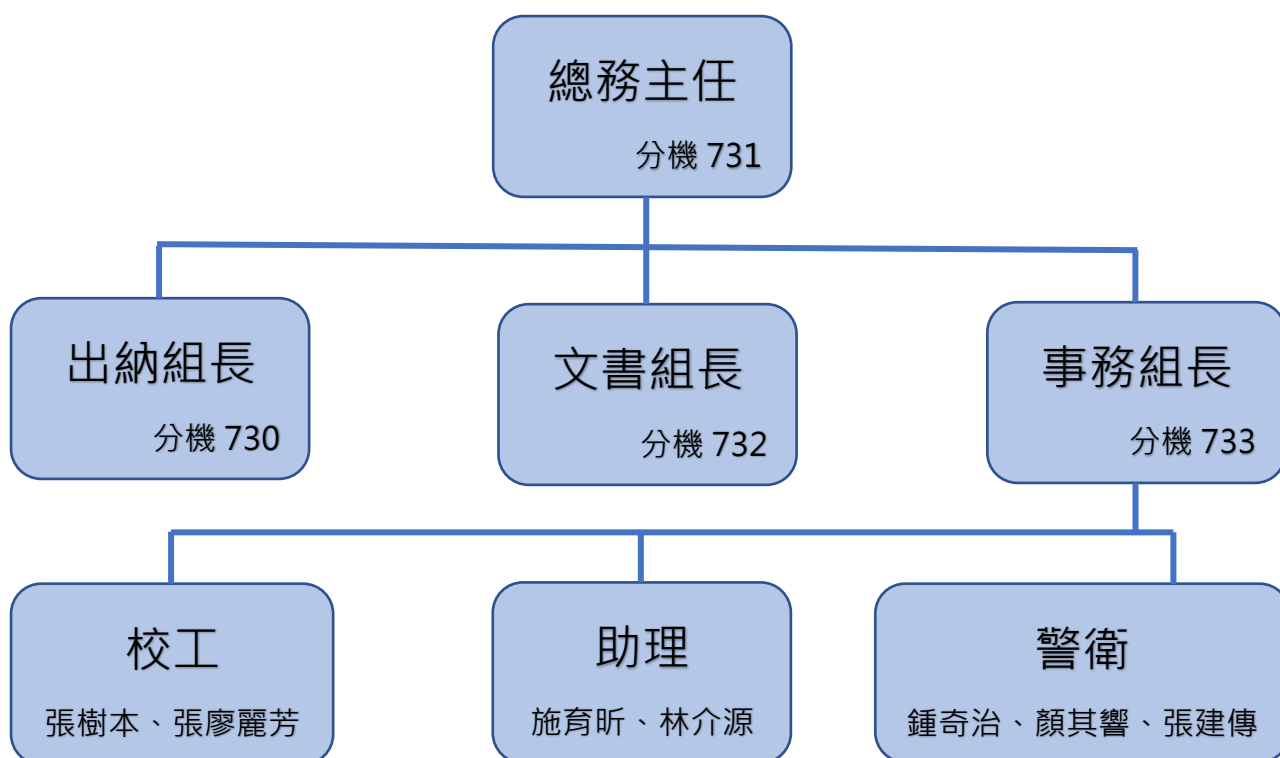 總務主任
分機 731
出納組長
分機 730
文書組長
分機 732
事務組長
分機 733
校工
張樹本、張廖麗芳
助理
施育昕、林介源
警衛
鍾奇治、顏其響、張建傳